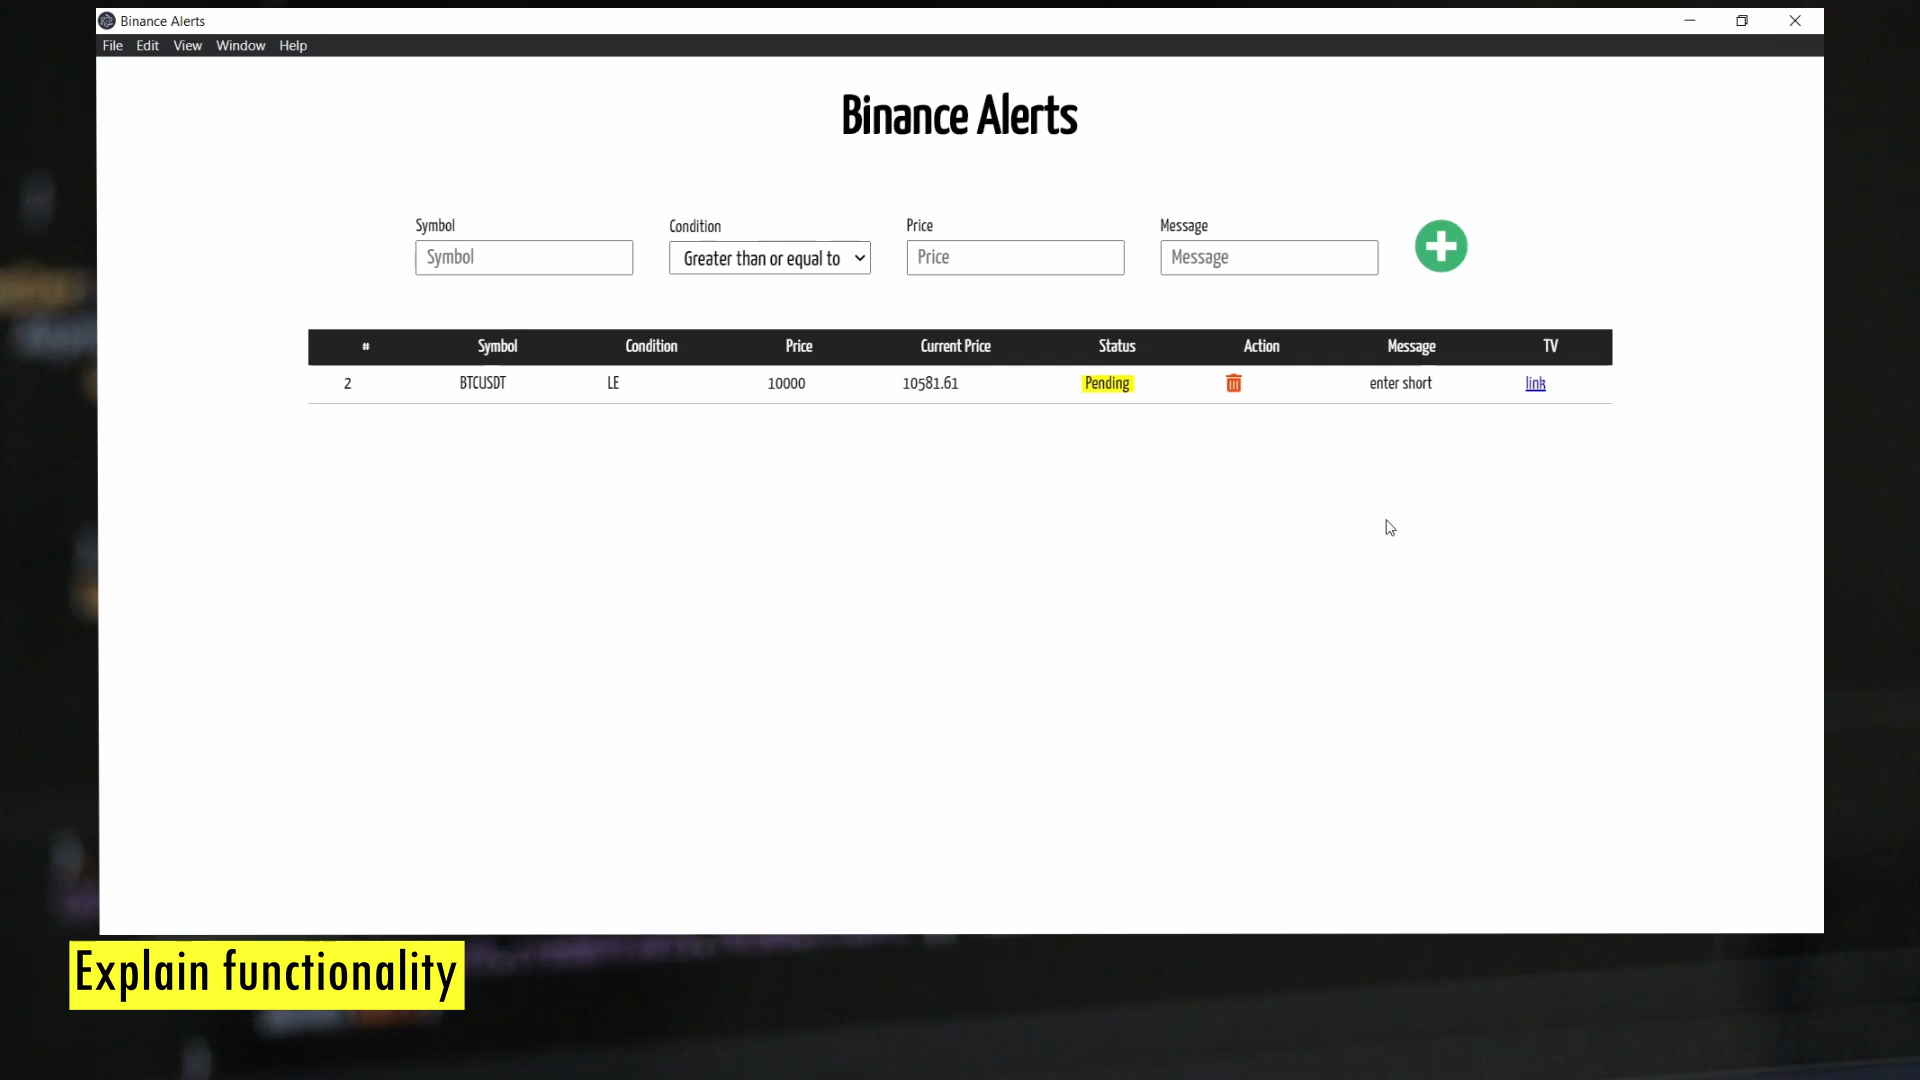 Binance Alerts
File Edit View Window Help
Binance Alerts
Symbol Condition Price Message
Symbol Greater than or equal to Price Message
# Symbol Condition Price Current Price Status Action Message TV
2 BTCUSDT LE 10000 10581.61 Pending enter short link
Explain functionality